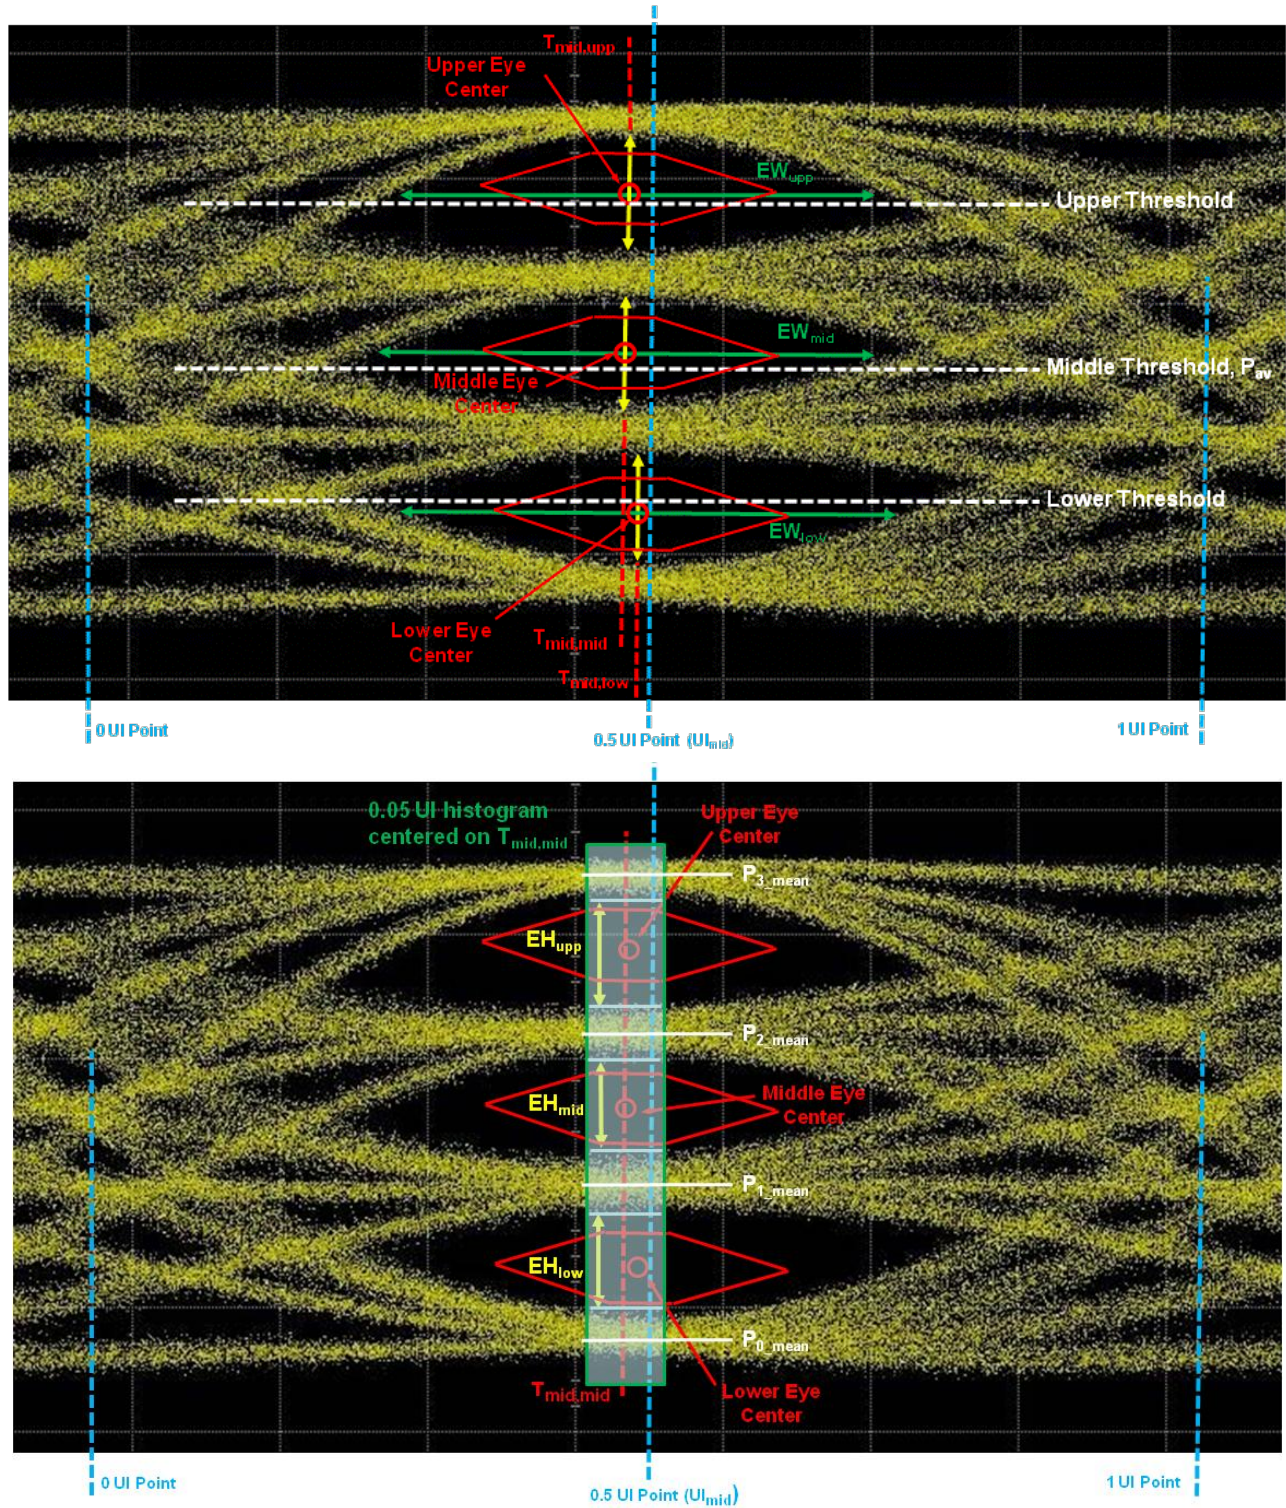 Tmid,upp
Upper Eye
Center
EWupp
Upper Threshold
EWmid
Middle Threshold, Pav
Middle Eye
Center
Lower Threshold
EWlow
Lower Eye
Center
Tmid,mid
Tmid,low
0 UI Point
0.5 UI Point (UImid)
1 UI Point
0.05 UI histogram
centered on Tmid,mid
Upper Eye
Center
P3_mean
EHupp
P2_mean
EHmid
Middle Eye
Center
P1_mean
EHlow
P0_mean
Tmid,mid
Lower Eye
Center
0 UI Point
0.5 UI Point (UImid)
1 UI Point